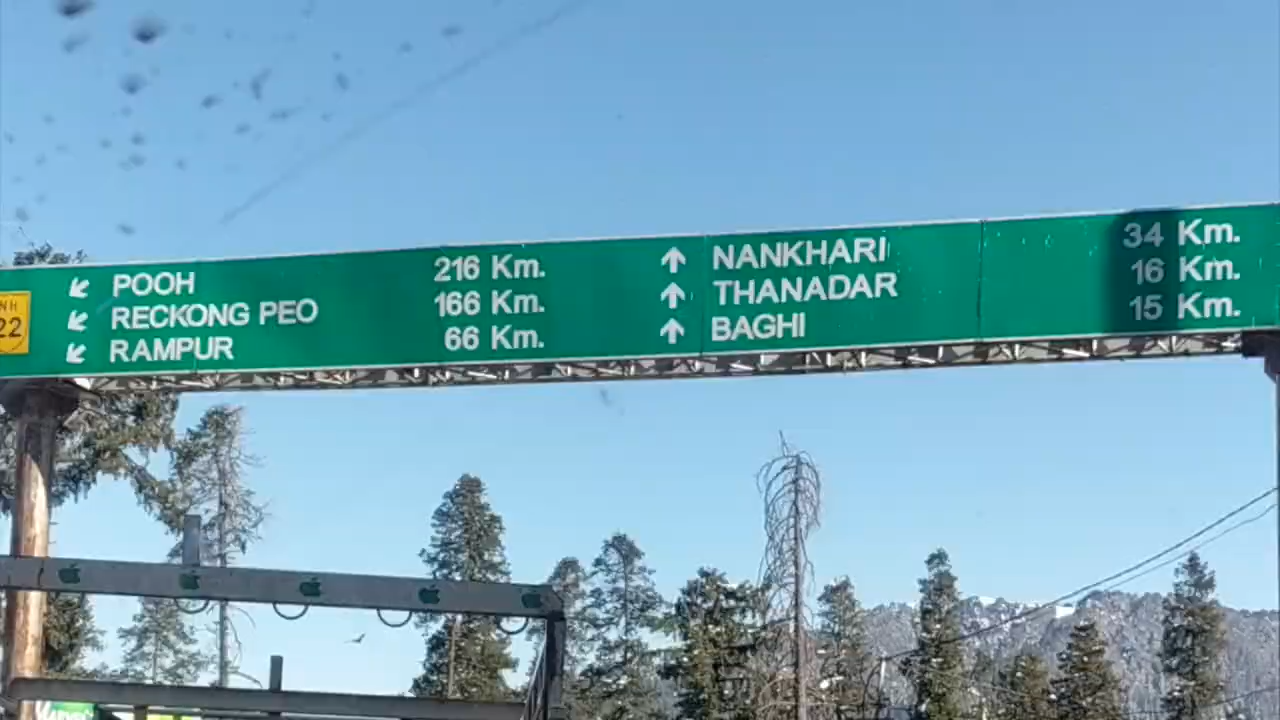 NH
22
POOH 216 Km.
RECKONG PEO 166 Km.
RAMPUR 66 Km.
NANKHARI 34 Km.
THANADAR 16 Km.
BAGHI 15 Km.